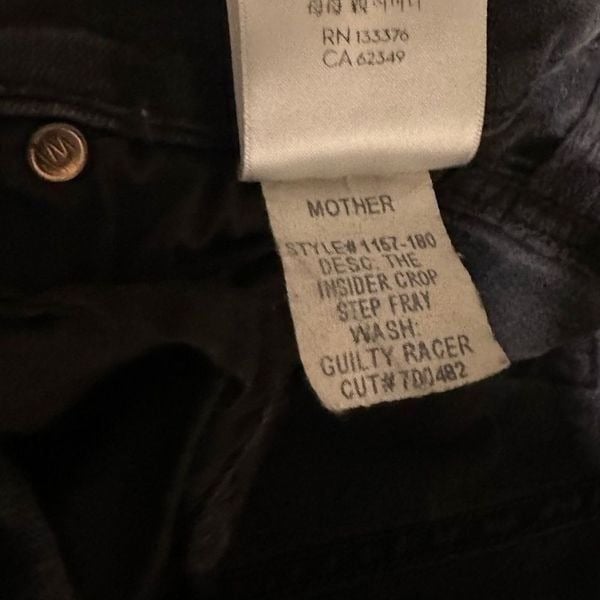 RN 133376
CA 62349
MOTHER
STYLE# 1157-180
DESC. THE
INSIDER CROP
STEP FRAY
WASH:
GUILTY RACER
CUT# 700482